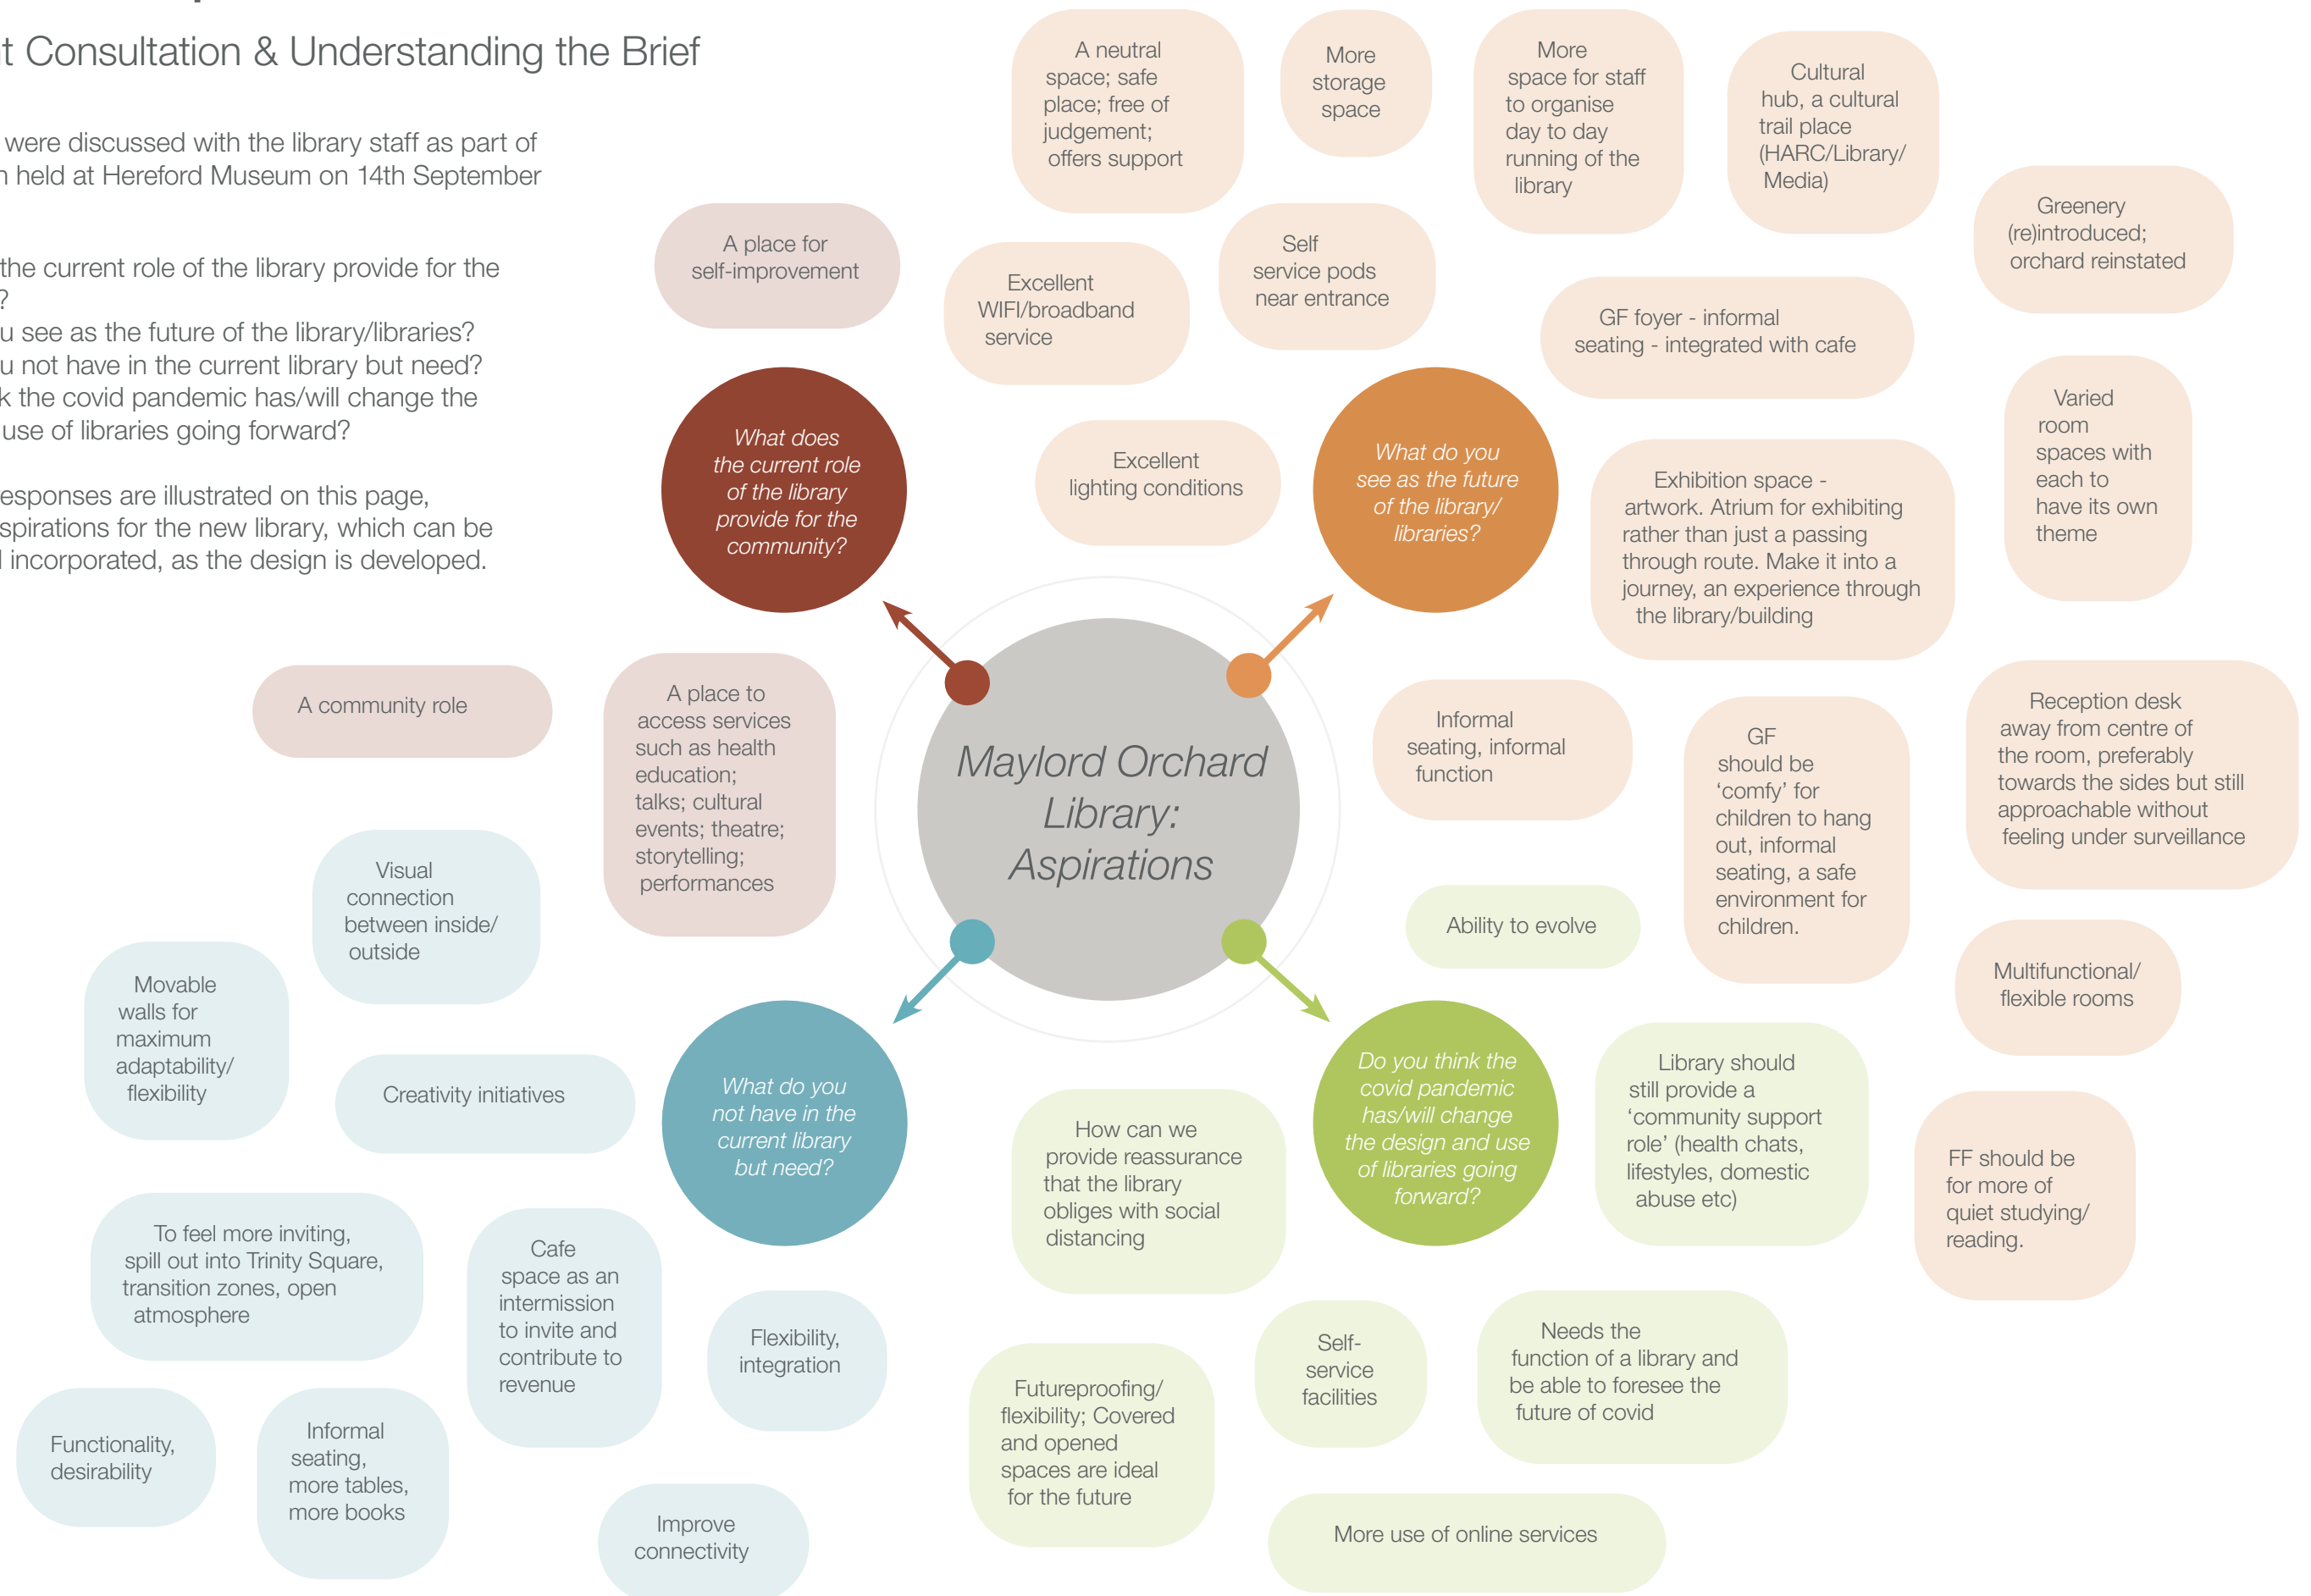 t Consultation & Understanding the Brief
were discussed with the library staff as part of
n held at Hereford Museum on 14th September
the current role of the library provide for the
?
u see as the future of the library/libraries?
u not have in the current library but need?
k the covid pandemic has/will change the
use of libraries going forward?
esponses are illustrated on this page,
spirations for the new library, which can be
incorporated, as the design is developed.
A neutral
space; safe
place; free of
judgement;
offers support
More
storage
space
More
space for staff
to organise
day to day
running of the
library
Cultural
hub, a cultural
trail place
(HARC/Library/
Media)
Greenery
(re)introduced;
orchard reinstated
A place for
self-improvement
Excellent
WIFI/broadband
service
Self
service pods
near entrance
GF foyer - informal
seating - integrated with cafe
Varied
room
spaces with
each to
have its own
theme
What does
the current role
of the library
provide for the
community?
Excellent
lighting conditions
What do you
see as the future
of the library/
libraries?
Exhibition space -
artwork. Atrium for exhibiting
rather than just a passing
through route. Make it into a
journey, an experience through
the library/building
A community role
A place to
access services
such as health
education;
talks; cultural
events; theatre;
storytelling;
performances
Maylord Orchard
Library:
Aspirations
Informal
seating, informal
function
GF
should be
‘comfy’ for
children to hang
out, informal
seating, a safe
environment for
children.
Reception desk
away from centre of
the room, preferably
towards the sides but still
approachable without
feeling under surveillance
Visual
connection
between inside/
outside
Ability to evolve
Movable
walls for
maximum
adaptability/
flexibility
Multifunctional/
flexible rooms
Creativity initiatives
What do you
not have in the
current library
but need?
Do you think the
covid pandemic
has/will change
the design and use
of libraries going
forward?
Library should
still provide a
‘community support
role’ (health chats,
lifestyles, domestic
abuse etc)
How can we
provide reassurance
that the library
obliges with social
distancing
FF should be
for more of
quiet studying/
reading.
To feel more inviting,
spill out into Trinity Square,
transition zones, open
atmosphere
Cafe
space as an
intermission
to invite and
contribute to
revenue
Flexibility,
integration
Self-
service
facilities
Needs the
function of a library and
be able to foresee the
future of covid
Futureproofing/
flexibility; Covered
and opened
spaces are ideal
for the future
Functionality,
desirability
Informal
seating,
more tables,
more books
Improve
connectivity
More use of online services